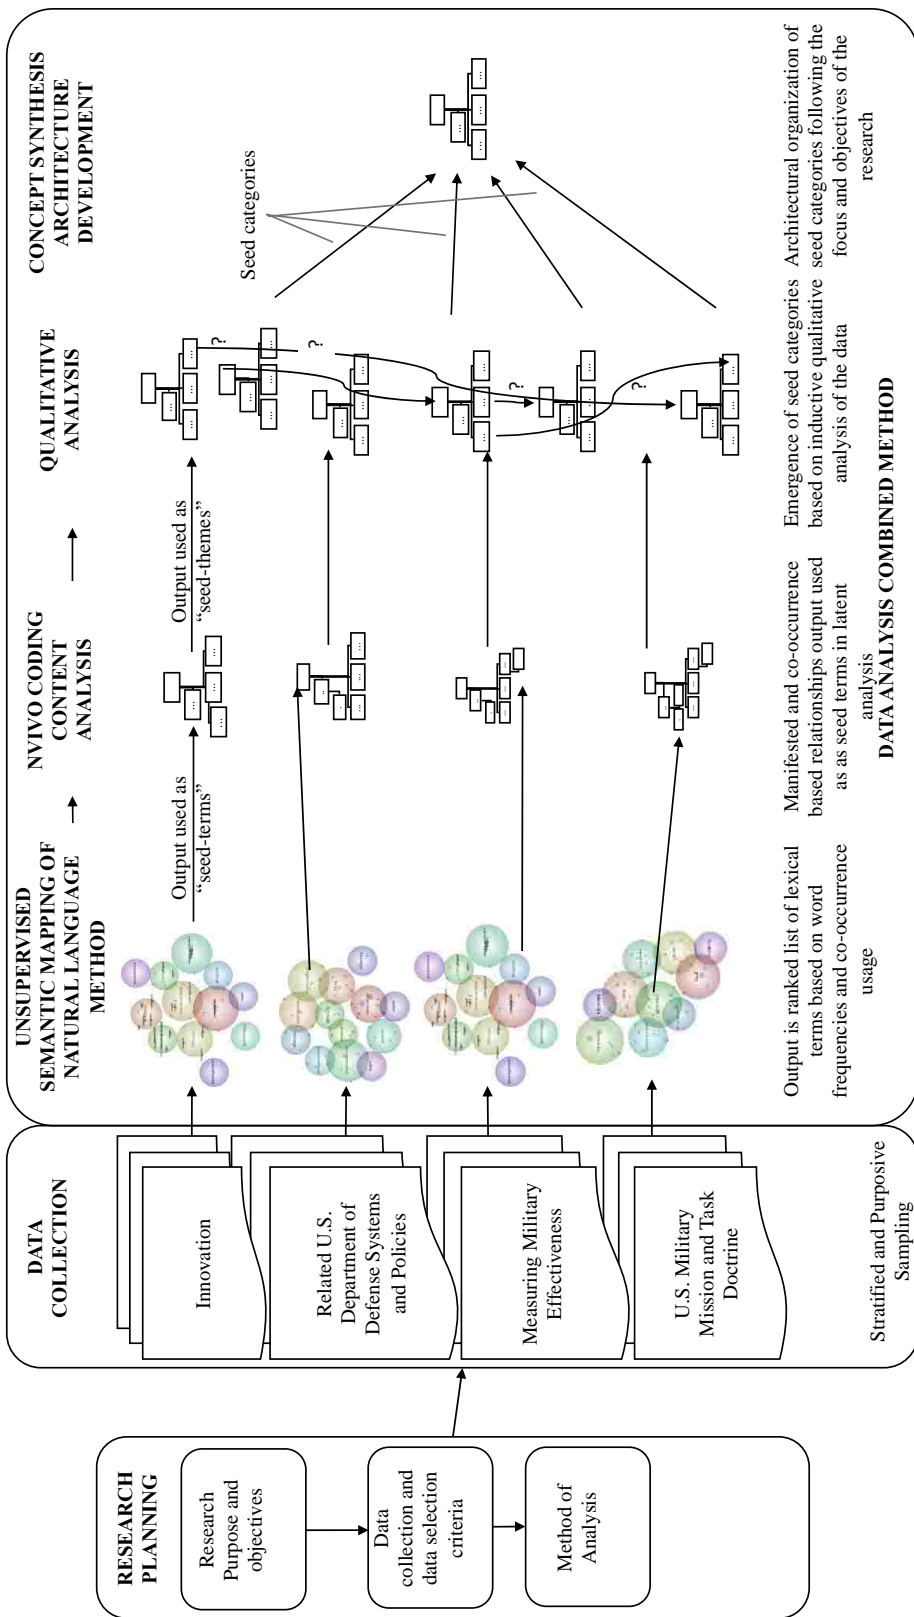 RESEARCH
PLANNING
Research
Purpose and
objectives
Data
collection and
data selection
criteria
Method of
Analysis
DATA
COLLECTION
Innovation
Related U.S.
Department of
Defense Systems
and Policies
Measuring Military
Effectiveness
U.S. Military
Mission and Task
Doctrine
Stratified and Purposive
Sampling
UNSUPERVISED
SEMANTIC MAPPING OF
NATURAL LANGUAGE
METHOD
Output used as
“seed-terms”
Output is ranked list of lexical
terms based on word
frequencies and co-occurrence
usage
NVIVO CODING
CONTENT
ANALYSIS
Output used as
“seed-themes”
Manifested and co-occurrence
based relationships output used
as as seed terms in latent
analysis
QUALITATIVE
ANALYSIS
?
?
?
?
Emergence of seed categories
based on inductive qualitative
analysis of the data
CONCEPT SYNTHESIS
ARCHITECTURE
DEVELOPMENT
Seed categories
Architectural organization of
seed categories following the
focus and objectives of the
research
DATA ANALYSIS COMBINED METHOD